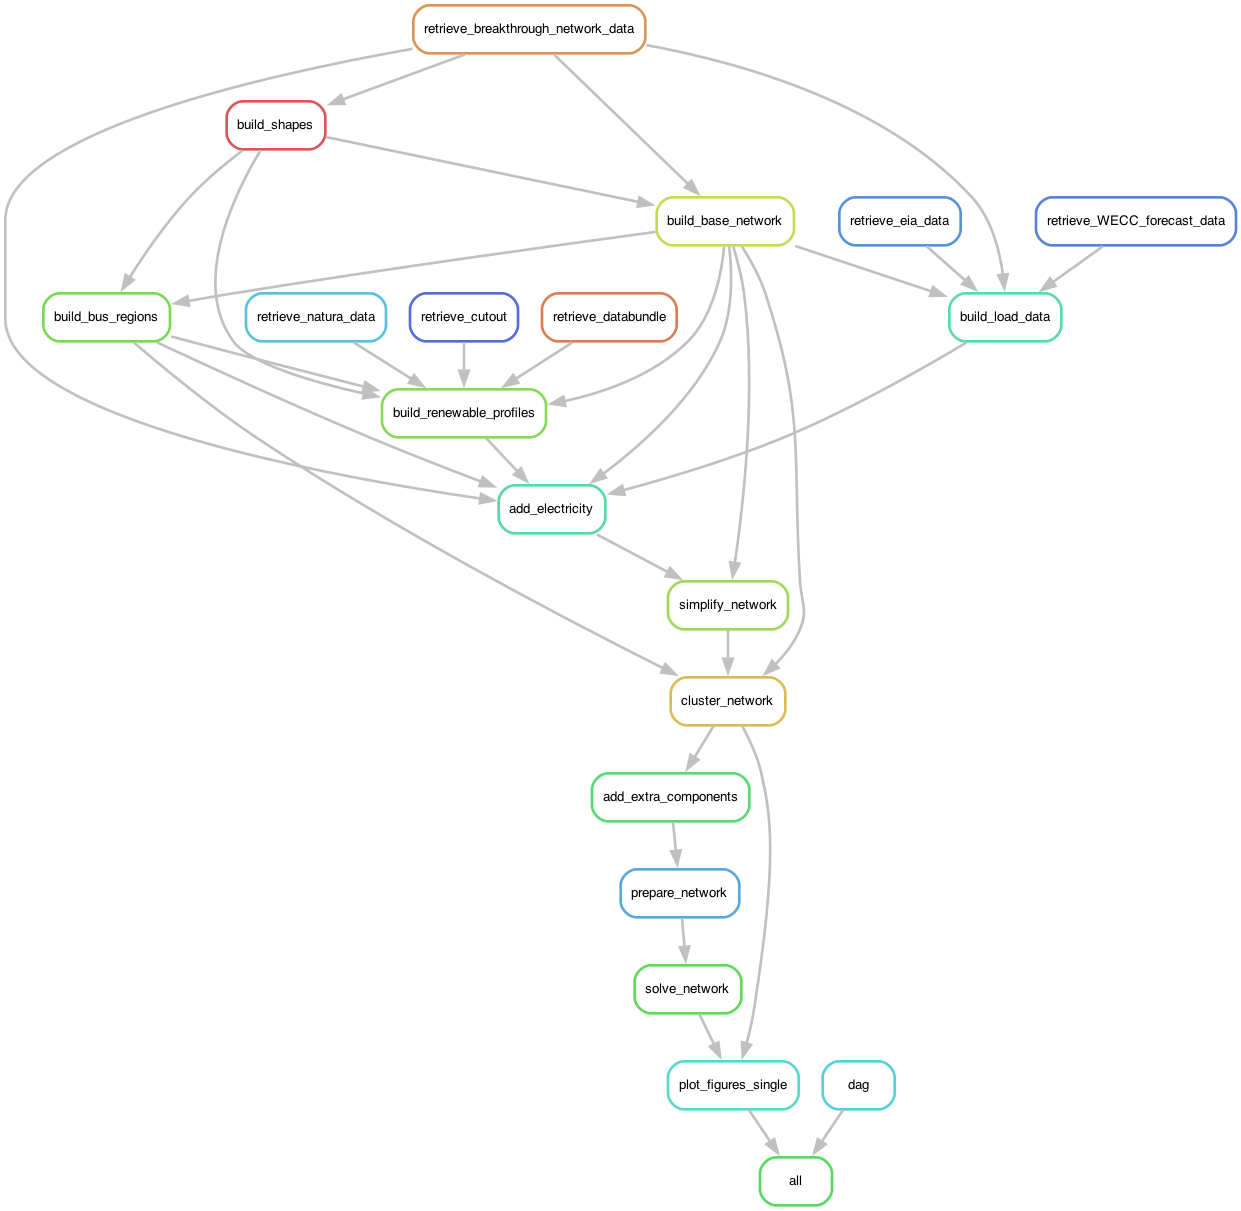 retrieve_breakthrough_network_data
build_shapes
build_base_network
retrieve_eia_data
retrieve_WECC_forecast_data
build_bus_regions
retrieve_natura_data
retrieve_cutout
retrieve_databundle
build_load_data
build_renewable_profiles
add_electricity
simplify_network
cluster_network
add_extra_components
prepare_network
solve_network
plot_figures_single
dag
all